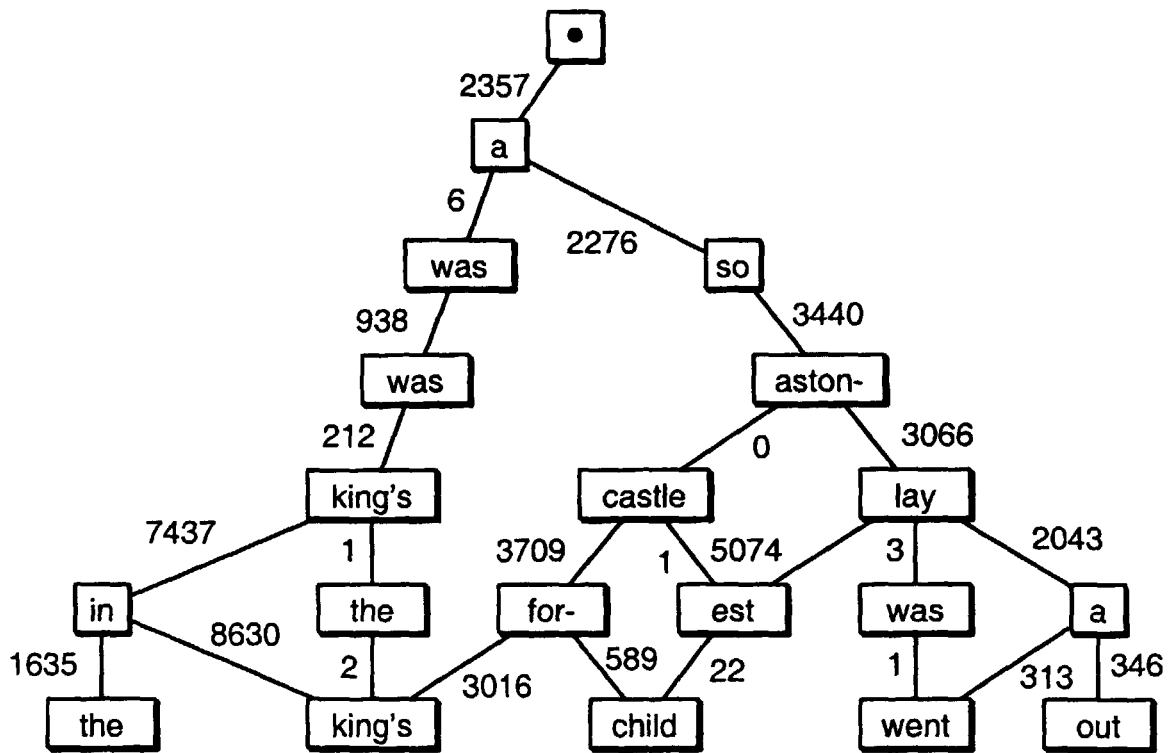 •
2357
a
6
2276
was
so
938
3440
was
aston-
212
0
3066
king's
castle
lay
7437
1
3709
1
5074
3
2043
in
the
for-
est
was
a
1635
8630
2
3016
589
22
1
313
346
the
king's
child
went
out